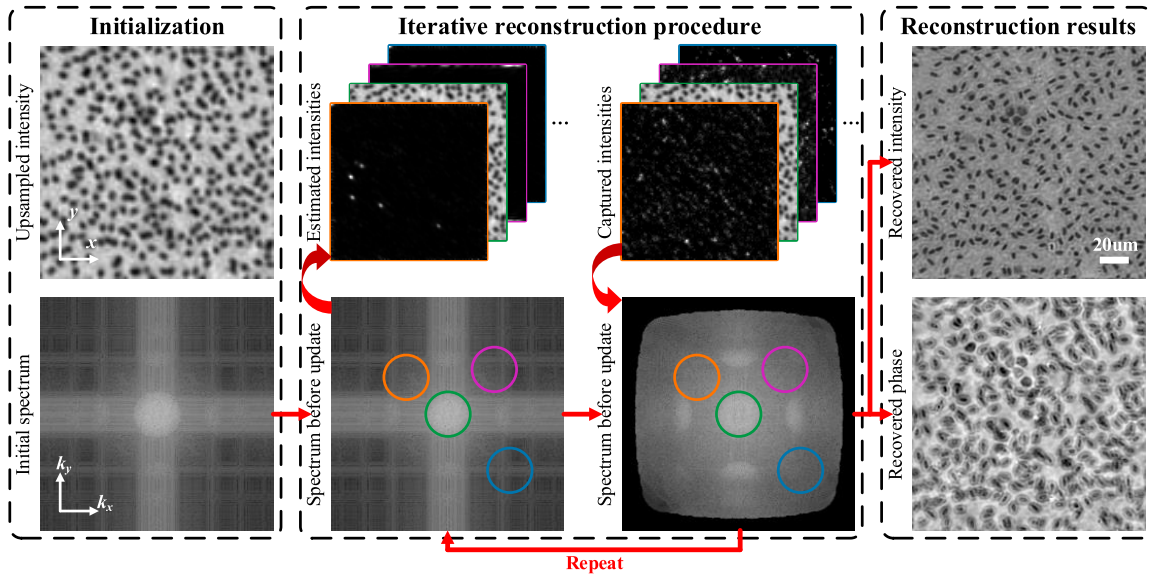 Initialization
Upsampled intensity
y
x
Initial spectrum
ky
kx
Iterative reconstruction procedure
Estimated intensities
...
Captured intensities
...
Spectrum before update
Spectrum before update
Repeat
Reconstruction results
Recovered intensity
20um
Recovered phase